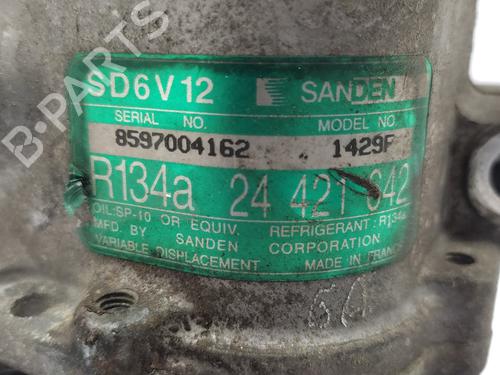 SD6V12 SANDEN
SERIAL NO. MODEL NO.
8597004162 1429F
R134a 24 421 642
OIL:SP-10 OR EQUIV. REFRIGERANT:R134a
MFD. BY SANDEN CORPORATION
VARIABLE DISPLACEMENT MADE IN FRANCE
B-PARTS